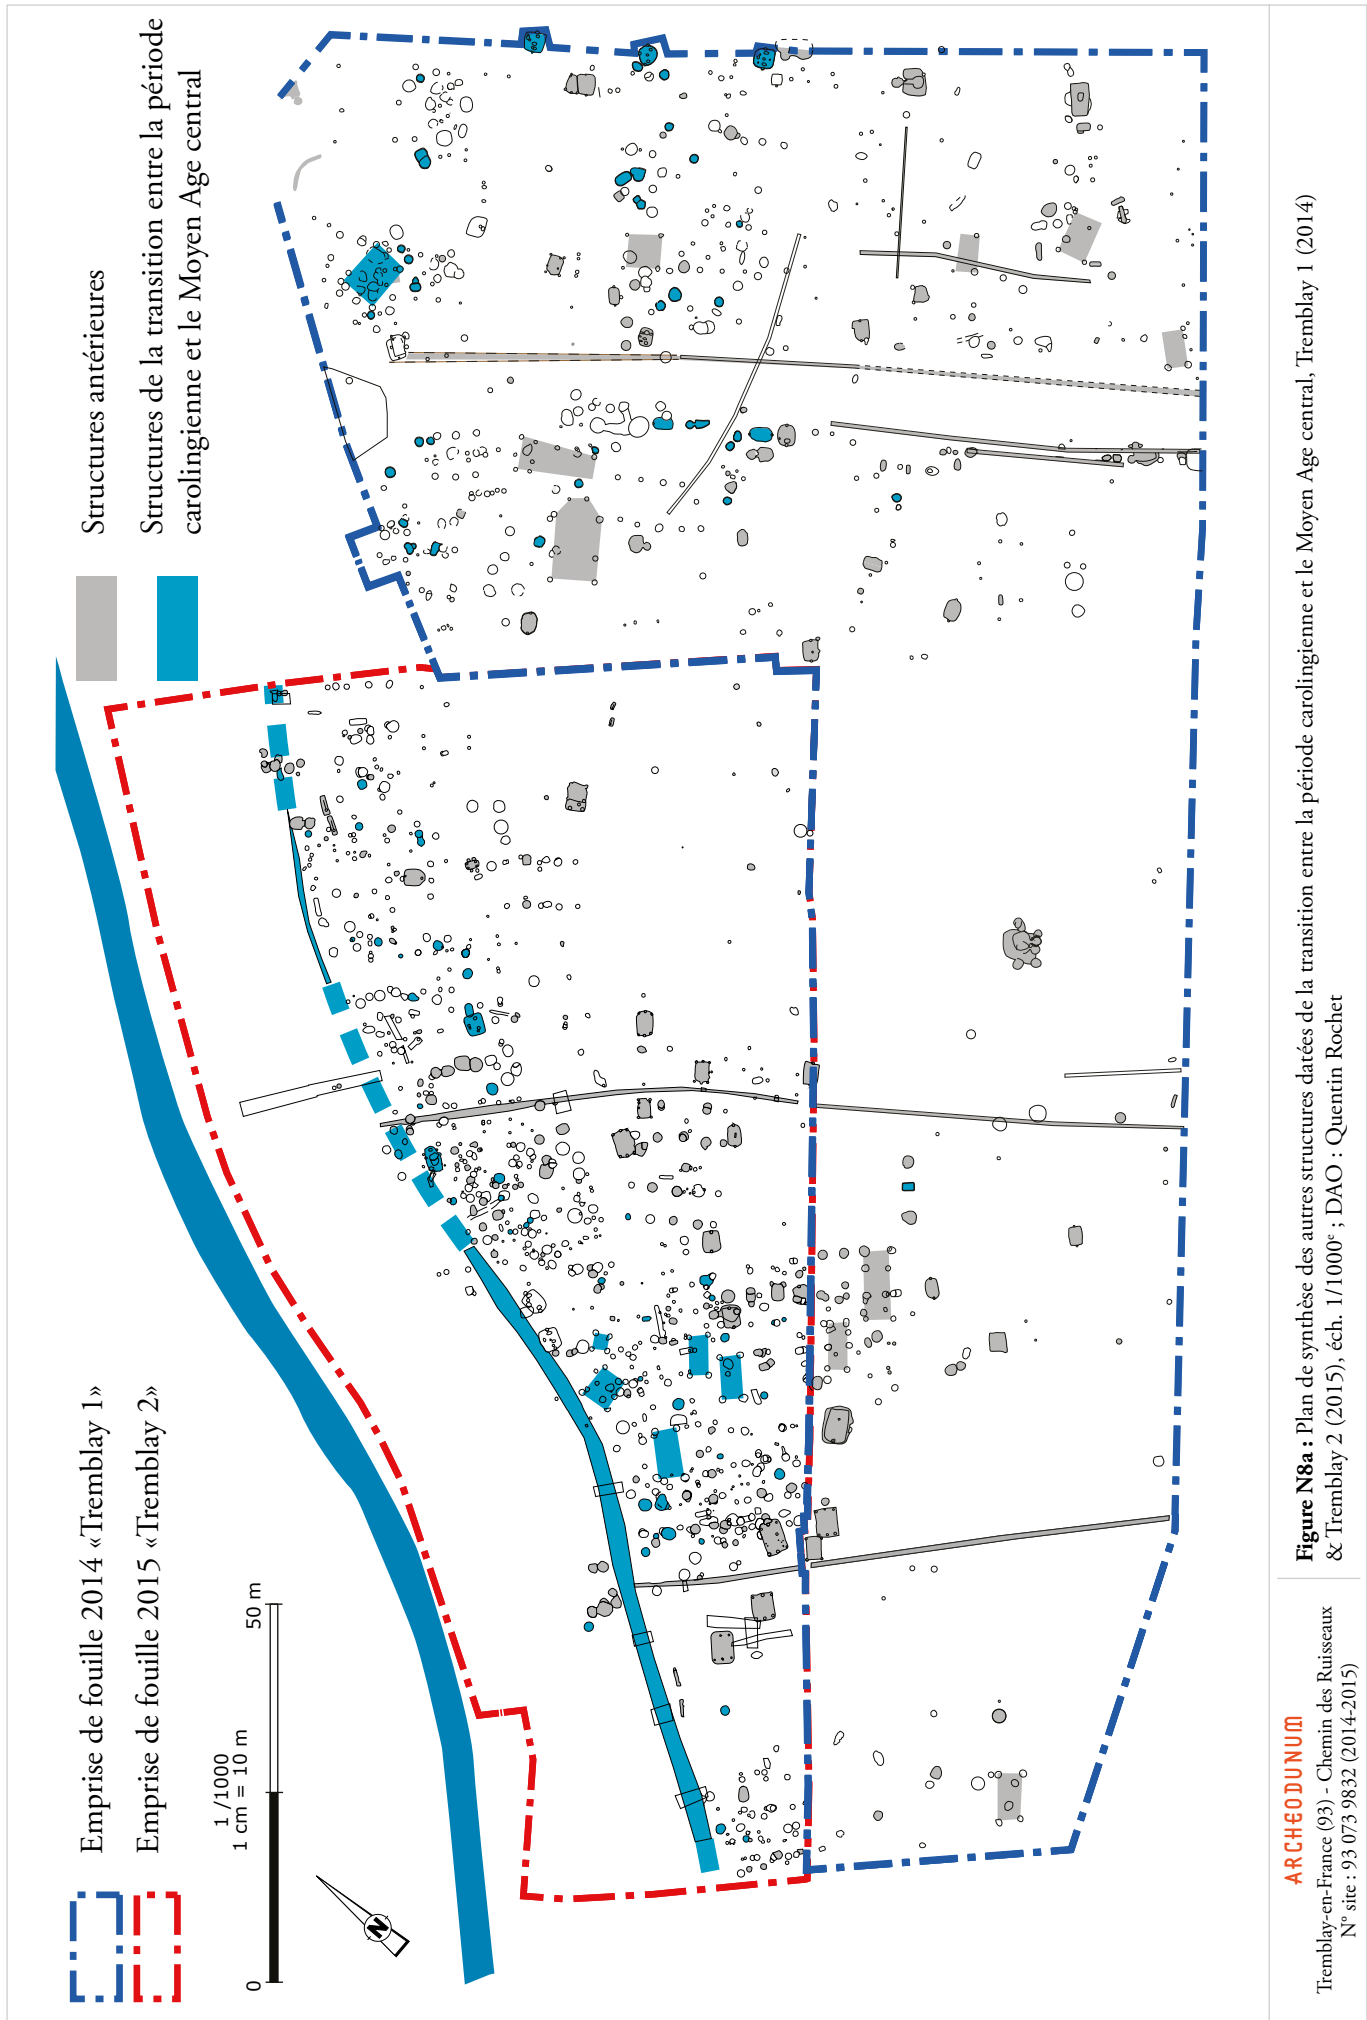 Emprise de fouille 2014 «Tremblay 1»
Emprise de fouille 2015 «Tremblay 2»
Structures antérieures
Structures de la transition entre la période
carolingienne et le Moyen Age central
1 /1000
1 cm = 10 m
0
50 m
N
ARCHEODUNUM
Tremblay-en-France (93) - Chemin des Ruisseaux
N° site : 93 073 9832 (2014-2015)
Figure N8a : Plan de synthèse des autres structures datées de la transition entre la période carolingienne et le Moyen Age central, Tremblay 1 (2014)
& Tremblay 2 (2015), éch. 1/1000e ; DAO : Quentin Rochet